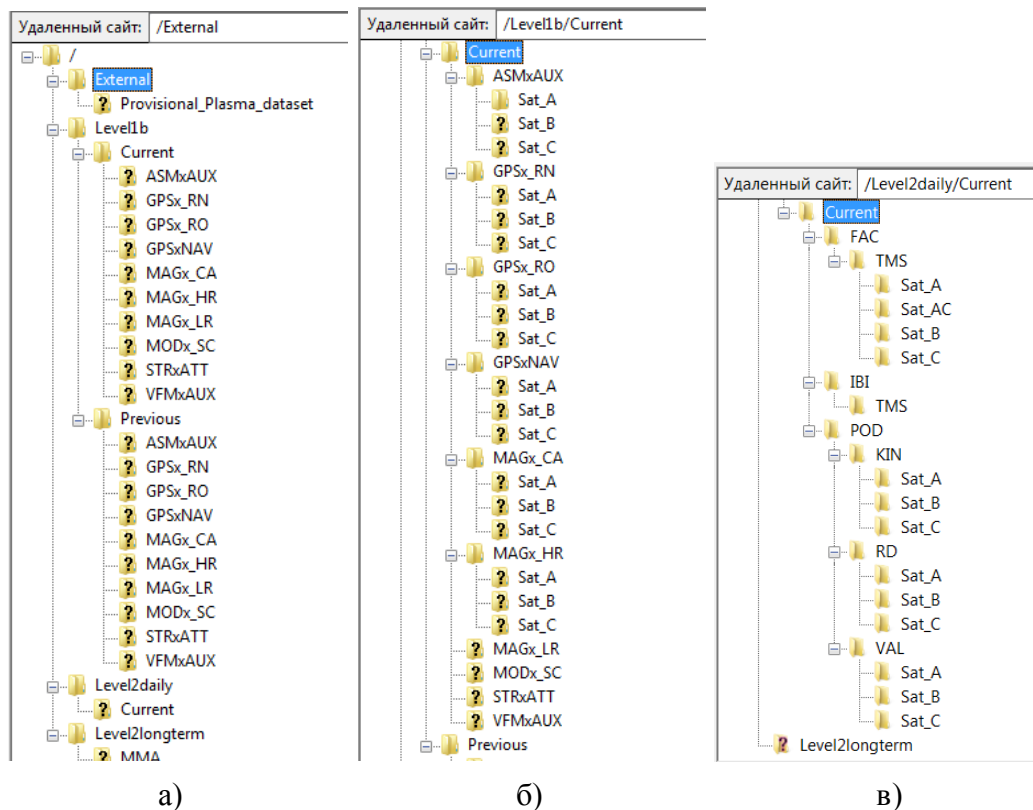 Удаленный сайт: /External
/
External
Provisional_Plasma_dataset
Level1b
Current
ASMxAUX
GPSx_RN
GPSx_RO
GPSxNAV
MAGx_CA
MAGx_HR
MAGx_LR
MODx_SC
STRxATT
VFMxAUX
Previous
ASMxAUX
GPSx_RN
GPSx_RO
GPSxNAV
MAGx_CA
MAGx_HR
MAGx_LR
MODx_SC
STRxATT
VFMxAUX
Level2daily
Current
Level2longterm
MMA
а)
Удаленный сайт: /Level1b/Current
Current
ASMxAUX
Sat_A
Sat_B
Sat_C
GPSx_RN
Sat_A
Sat_B
Sat_C
GPSx_RO
Sat_A
Sat_B
Sat_C
GPSxNAV
Sat_A
Sat_B
Sat_C
MAGx_CA
Sat_A
Sat_B
Sat_C
MAGx_HR
Sat_A
Sat_B
Sat_C
MAGx_LR
MODx_SC
STRxATT
VFMxAUX
Previous
б)
Удаленный сайт: /Level2daily/Current
Current
FAC
TMS
Sat_A
Sat_AC
Sat_B
Sat_C
IBI
TMS
POD
KIN
Sat_A
Sat_B
Sat_C
RD
Sat_A
Sat_B
Sat_C
VAL
Sat_A
Sat_B
Sat_C
Level2longterm
в)